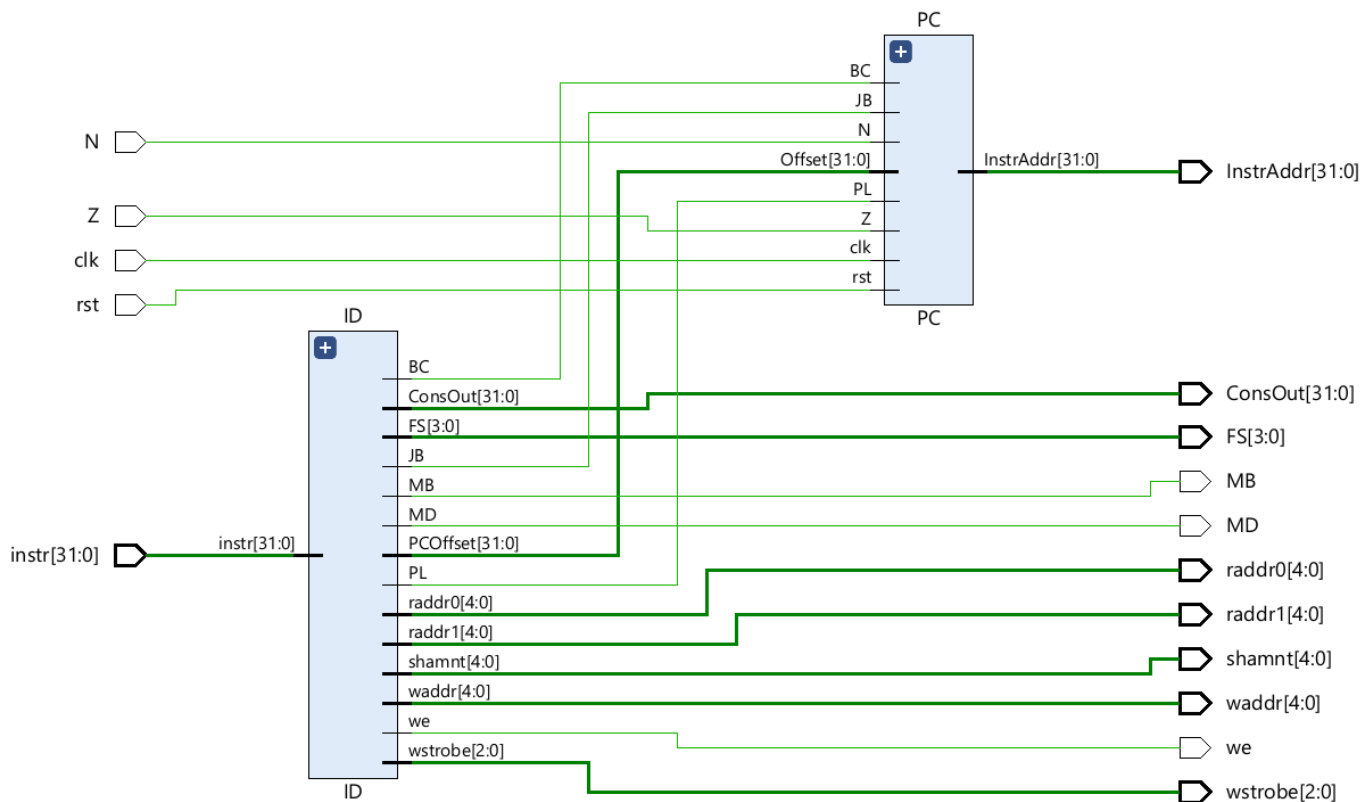 PC
BC
JB
N
N
Offset[31:0]
InstrAddr[31:0]
InstrAddr[31:0]
PL
Z
Z
clk
clk
rst
rst
PC
ID
BC
ConsOut[31:0]
ConsOut[31:0]
FS[3:0]
FS[3:0]
JB
MB
MB
MD
MD
instr[31:0]
instr[31:0]
PCOffset[31:0]
PL
raddr0[4:0]
raddr0[4:0]
raddr1[4:0]
raddr1[4:0]
shamnt[4:0]
shamnt[4:0]
waddr[4:0]
waddr[4:0]
we
we
wstrobe[2:0]
wstrobe[2:0]
ID